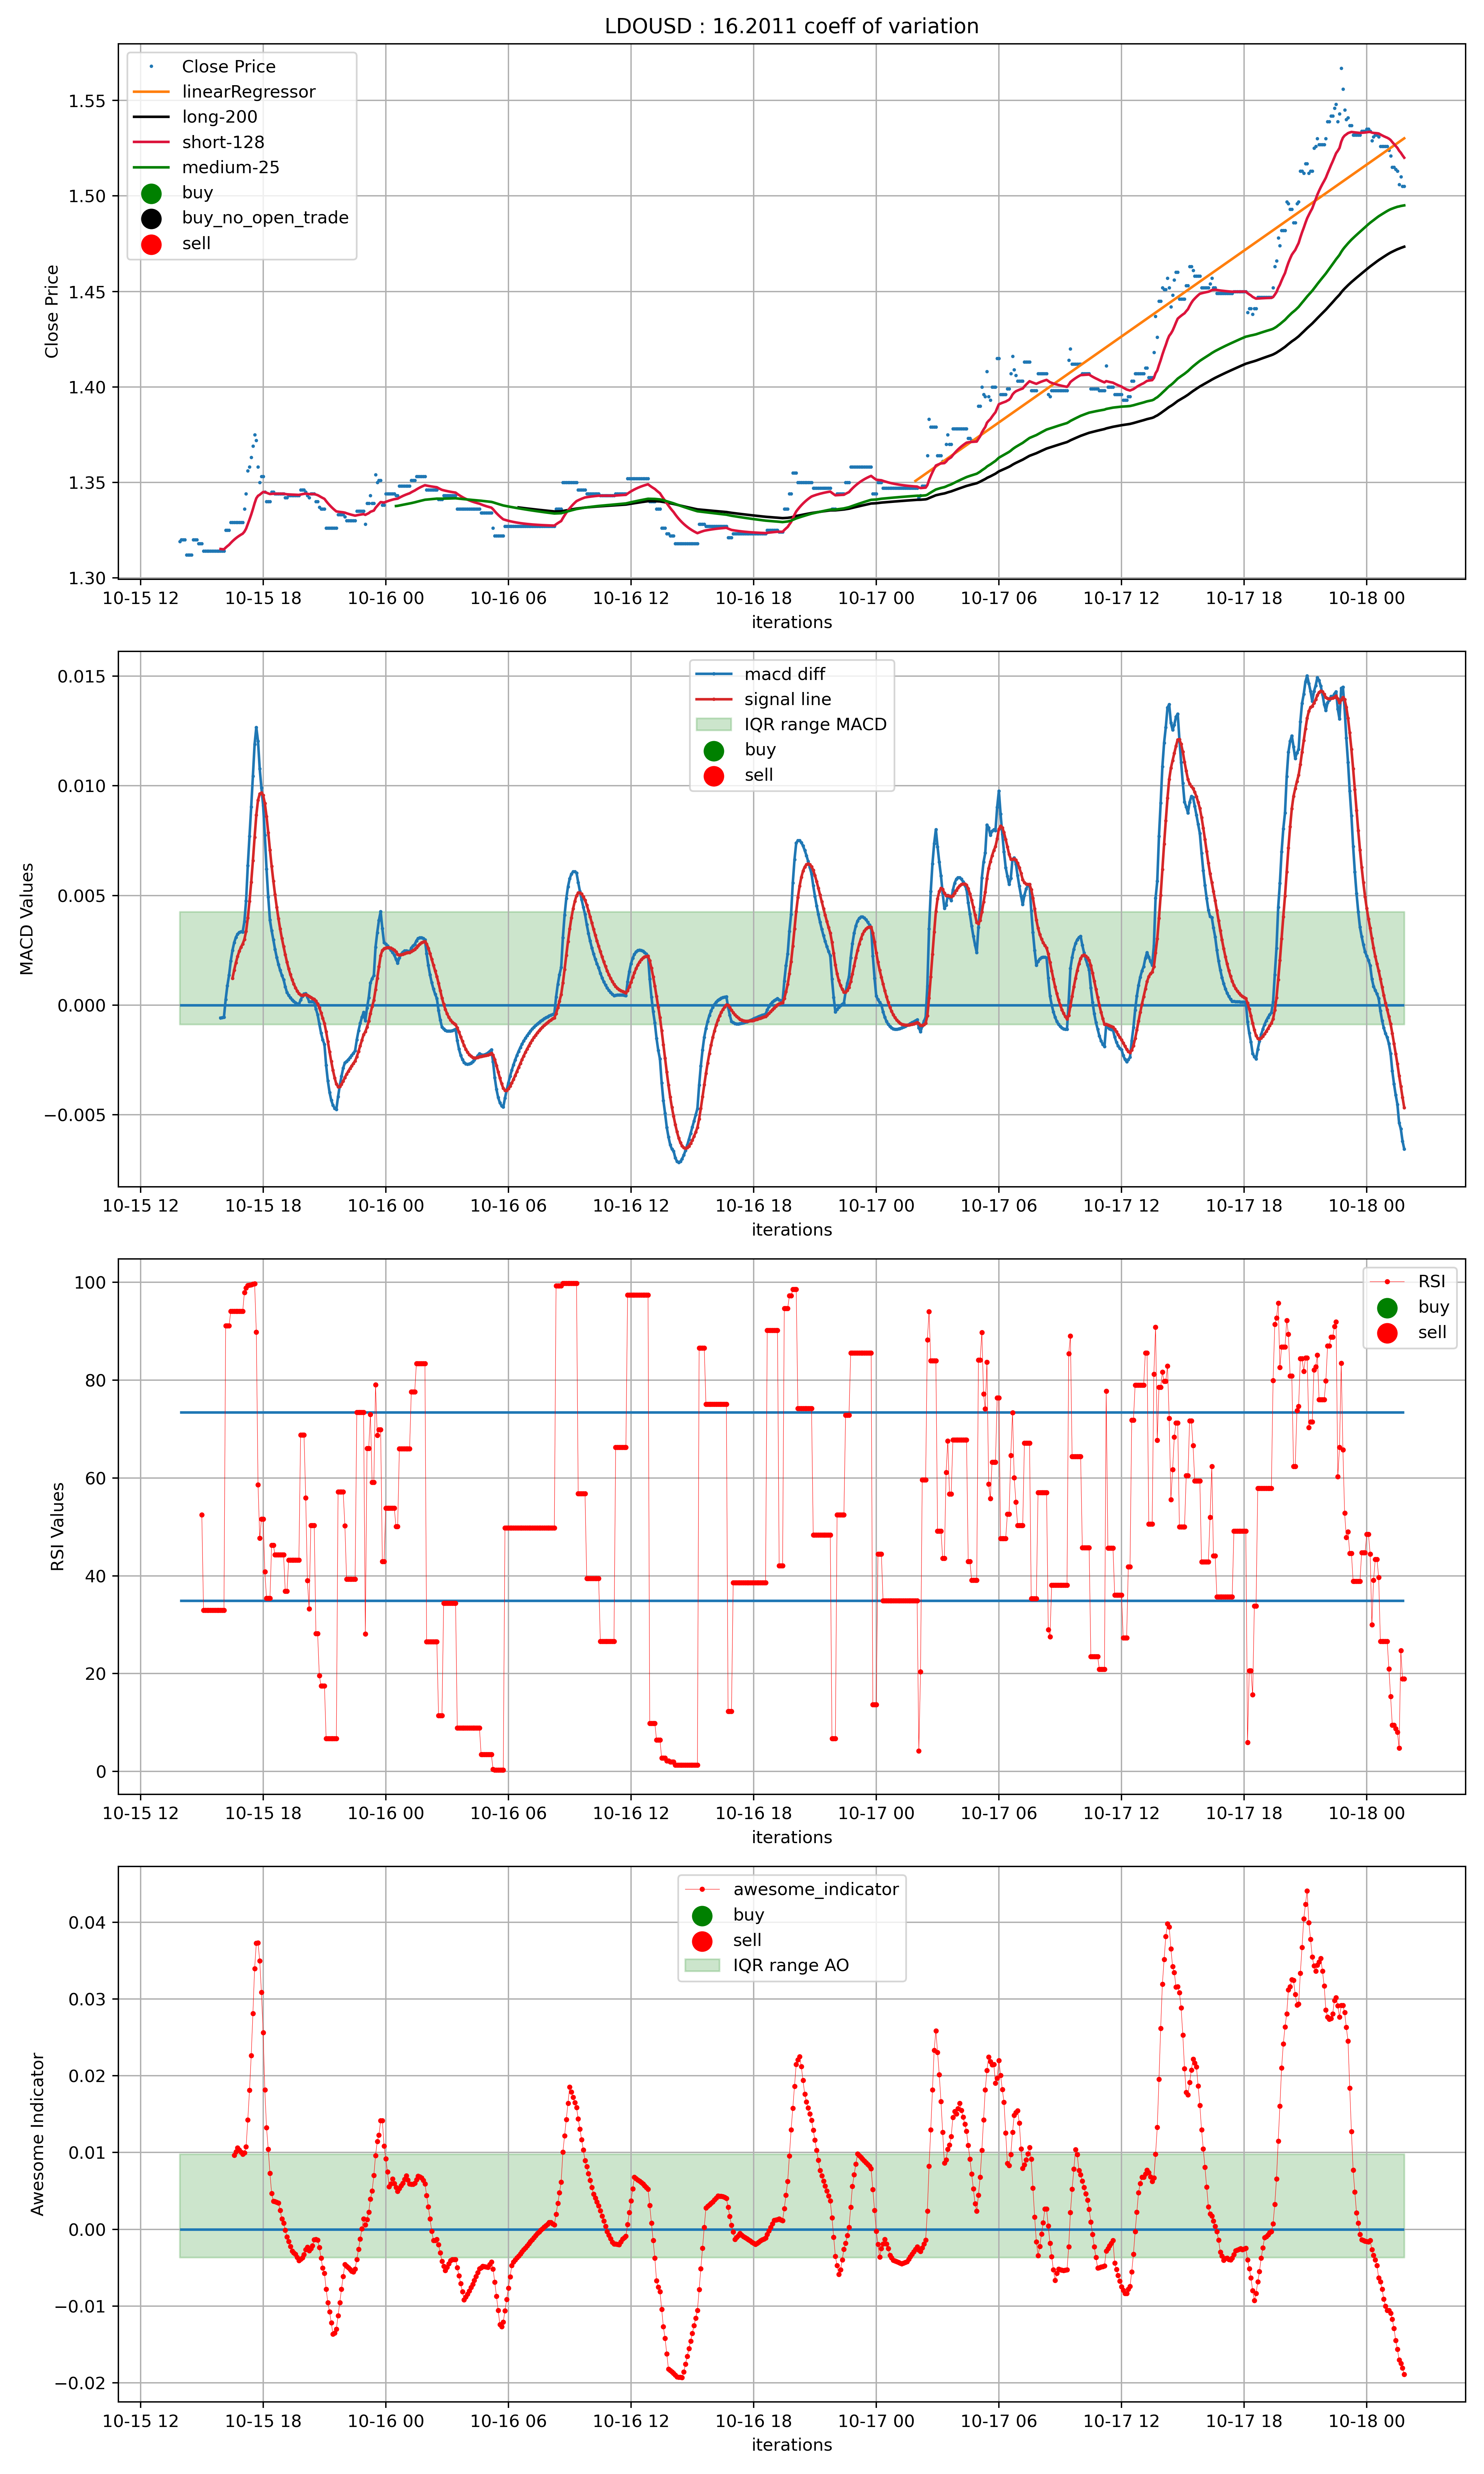 LDOUSD : 16.2011 coeff of variation
Close Price
linearRegressor
long-200
short-128
medium-25
buy
buy_no_open_trade
sell
Close Price
1.55
1.50
1.45
1.40
1.35
1.30
10-15 12 10-15 18 10-16 00 10-16 06 10-16 12 10-16 18 10-17 00 10-17 06 10-17 12 10-17 18 10-18 00
iterations
macd diff
signal line
IQR range MACD
buy
sell
MACD Values
0.015
0.010
0.005
0.000
−0.005
10-15 12 10-15 18 10-16 00 10-16 06 10-16 12 10-16 18 10-17 00 10-17 06 10-17 12 10-17 18 10-18 00
iterations
RSI
buy
sell
RSI Values
100
80
60
40
20
0
10-15 12 10-15 18 10-16 00 10-16 06 10-16 12 10-16 18 10-17 00 10-17 06 10-17 12 10-17 18 10-18 00
iterations
awesome_indicator
buy
sell
IQR range AO
Awesome Indicator
0.04
0.03
0.02
0.01
0.00
−0.01
−0.02
10-15 12 10-15 18 10-16 00 10-16 06 10-16 12 10-16 18 10-17 00 10-17 06 10-17 12 10-17 18 10-18 00
iterations